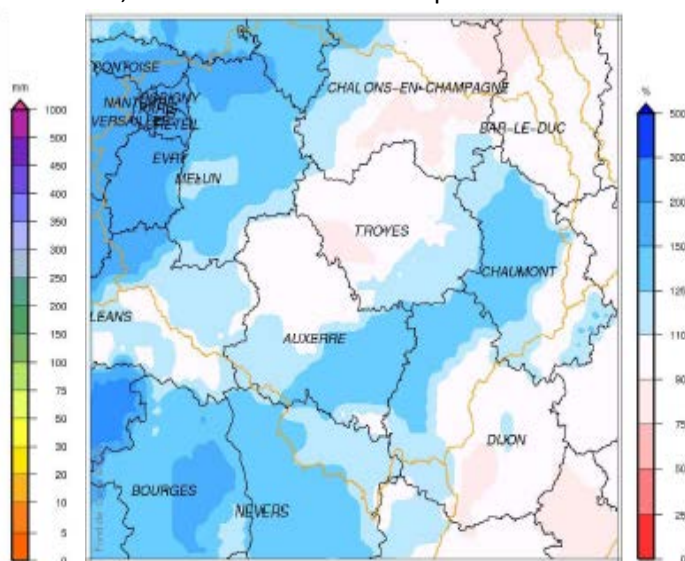 mm
1000
500
450
400
350
300
250
200
150
100
75
50
30
20
10
5
0
PONTOISE
VERSAILLES
CRETEIL
EVRY
MELUN
CHALONS-EN-CHAMPAGNE
BAR-LE-DUC
TROYES
CHAUMONT
LEANS
AUXERRE
DIJON
BOURGES
NEVERS
%
500
300
200
150
125
110
90
75
50
25
0